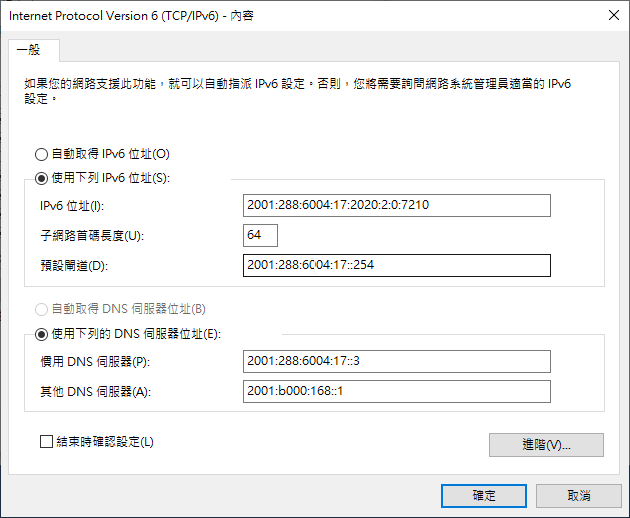 Internet Protocol Version 6 (TCP/IPv6) - 內容
一般
如果您的網路支援此功能，就可以自動指派 IPv6 設定。否則，您將需要詢問網路系統管理員適當的 IPv6
設定。
自動取得 IPv6 位址(O)
使用下列 IPv6 位址(S):
IPv6 位址(I): 2001:288:6004:17:2020:2:0:7210
子網路首碼長度(U): 64
預設閘道(D): 2001:288:6004:17::254
自動取得 DNS 伺服器位址(B)
使用下列的 DNS 伺服器位址(E):
慣用 DNS 伺服器(P): 2001:288:6004:17::3
其他 DNS 伺服器(A): 2001:b000:168::1
結束時確認設定(L)
進階(V)...
確定 取消